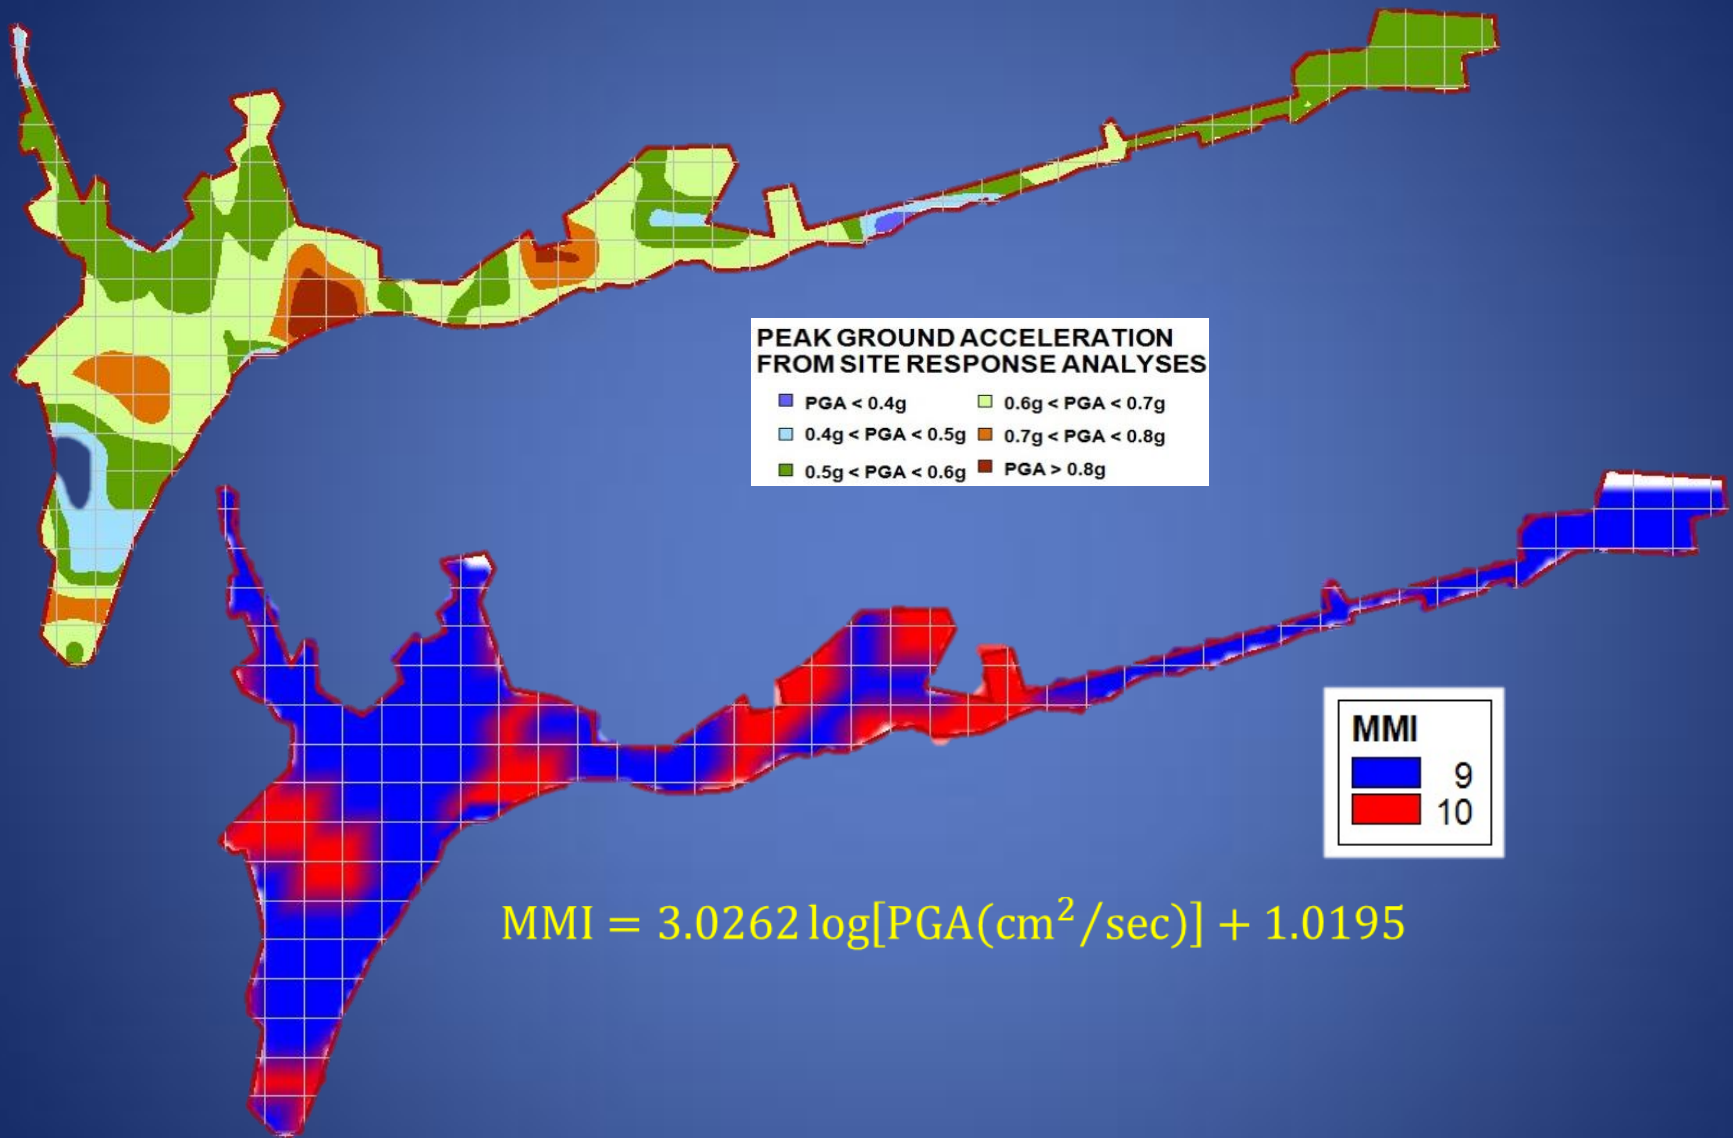 PEAK GROUND ACCELERATION
FROM SITE RESPONSE ANALYSES
PGA < 0.4g
0.6g < PGA < 0.7g
0.4g < PGA < 0.5g
0.7g < PGA < 0.8g
0.5g < PGA < 0.6g
PGA > 0.8g
MMI
9
10
MMI = 3.0262 log[PGA(cm²/sec)] + 1.0195